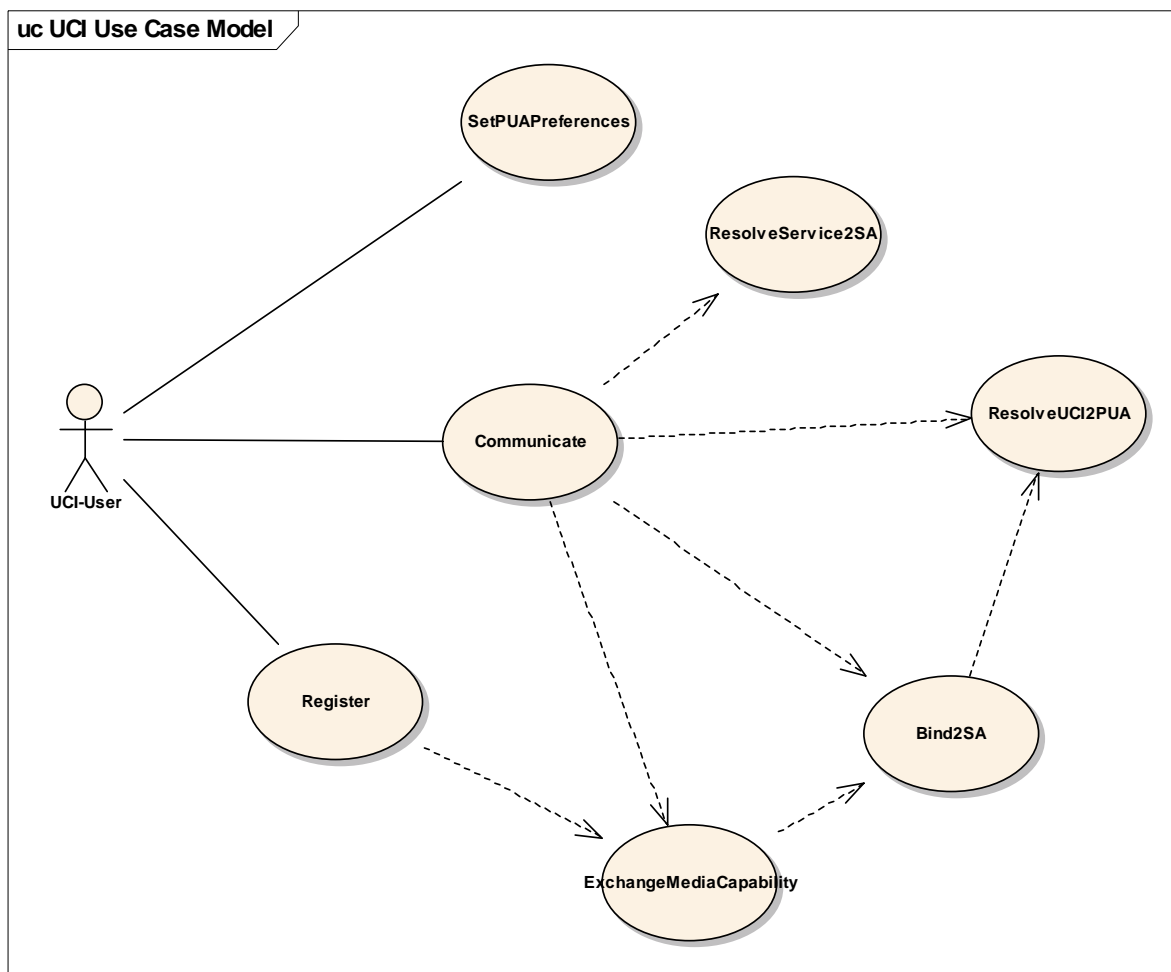 uc UCI Use Case Model
SetPUAPreferences
ResolveService2SA
ResolveUCI2PUA
Communicate
UCI-User
Register
Bind2SA
ExchangeMediaCapability